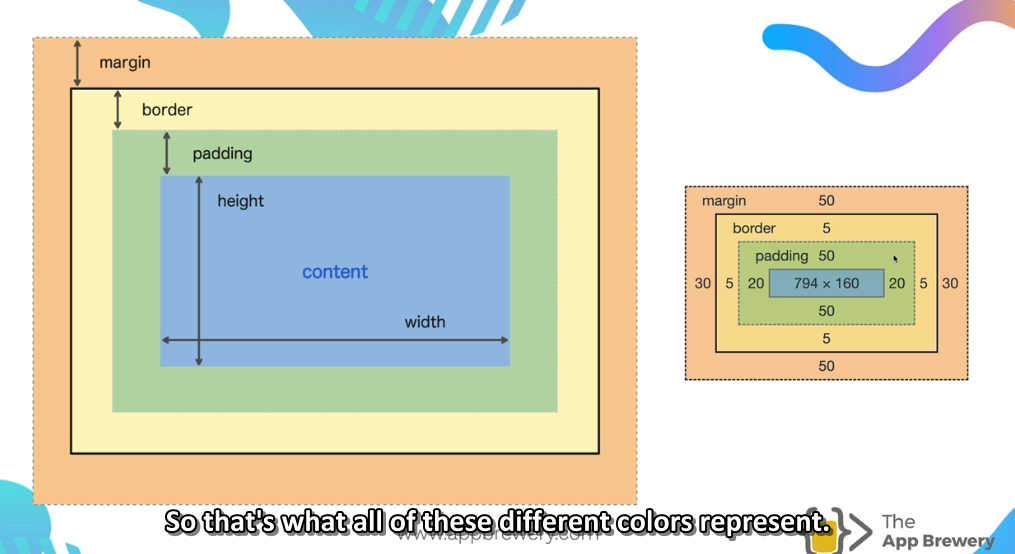 margin
border
padding
height
content
width
margin 50
border 5
padding 50
30 5 20 794 × 160 20 5 30
50
5
50
So that's what all of these different colors represent.
www.appbrewery.com
The
App Brewery